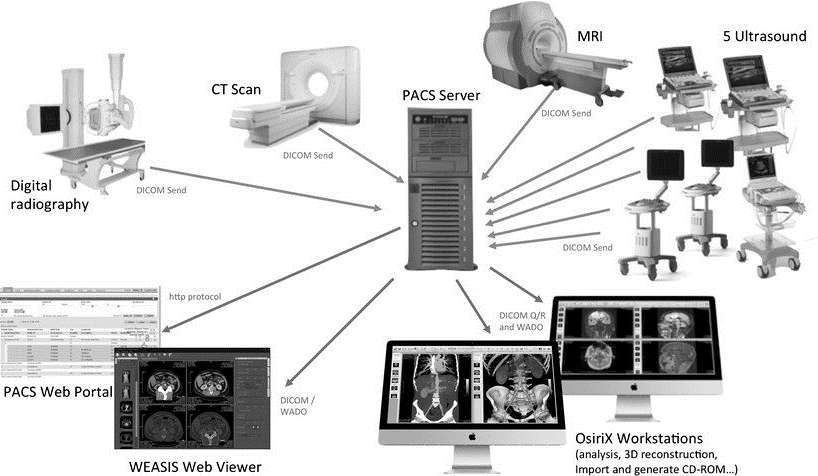 MRI
5 Ultrasound
CT Scan
PACS Server
DICOM Send
DICOM Send
Digital
radiography
DICOM Send
DICOM Send
http protocol
DICOM Q/R
and WADO
PACS Web Portal
DICOM /
WADO
WEASIS Web Viewer
OsiriX Workstations
(analysis, 3D reconstruction,
Import and generate CD-ROM...)